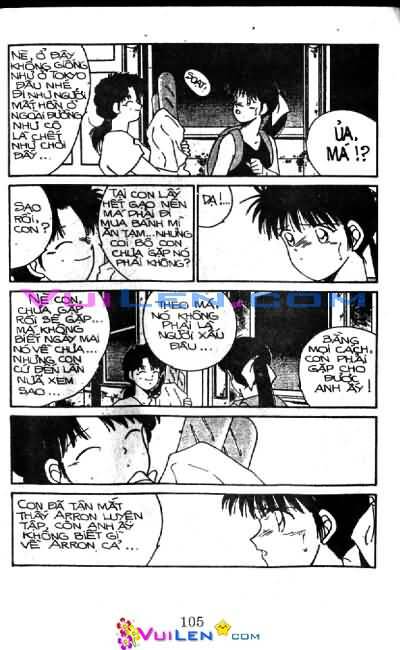 NÈ, Ở ĐÂY
KHÔNG GIỐNG
NHƯ Ở TOKYO
ĐÂU NHÉ.
ĐI NHƯ NGƯỜI
MẤT HỒN Ở
NGOÀI ĐƯỜNG
NHƯ CÔ
LÀ CHẾT
NHƯ CHƠI
ĐẤY...
SOẠT!
ỦA,
MÁ!?
SAO
RỒI,
CON?
TẠI CON LẤY
HẾT GẠO NÊN
MÁ PHẢI ĐI
MUA BÁNH MÌ
ĂN TẠM... NHƯNG
COI BỘ CON
CHƯA GẶP NÓ
PHẢI KHÔNG?
DẠ!...
NÈ CON,
CHƯA GẶP
RỒI SẼ GẶP...
MÁ KHÔNG
BIẾT NGÀY MAI
NÓ VỀ CHƯA...
NHƯNG CON
CỨ ĐẾN LẦN
NỮA XEM
SAO...
THEO MÁ,
NÓ KHÔNG
PHẢI LÀ
NGƯỜI XẤU
ĐÂU...
BẰNG
MỌI CÁCH,
CON PHẢI
GẶP CHO
ĐƯỢC
ANH ẤY!
VUILEN.COM
CON ĐÃ TẬN MẮT
THẤY ARRON LUYỆN
TẬP, CÒN ANH ẤY
KHÔNG BIẾT GÌ
VỀ ARRON CẢ...
105
VUILEN.COM